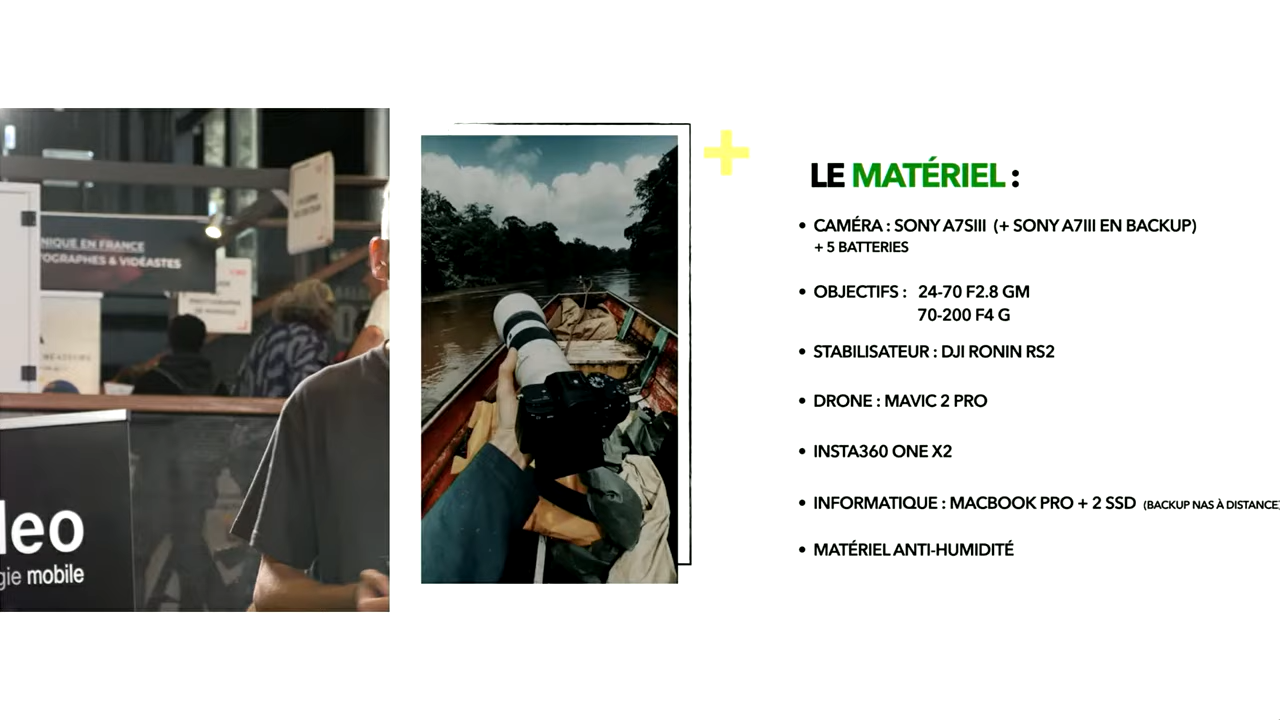 NIQUE EN FRANCE
OGRAPHES & VIDÉASTES
leo
gie mobile
LE MATÉRIEL :
• CAMÉRA : SONY A7SIII (+ SONY A7III EN BACKUP)
+ 5 BATTERIES
• OBJECTIFS : 24-70 F2.8 GM
70-200 F4 G
• STABILISATEUR : DJI RONIN RS2
• DRONE : MAVIC 2 PRO
• INSTA360 ONE X2
• INFORMATIQUE : MACBOOK PRO + 2 SSD (BACKUP NAS À DISTANCE)
• MATÉRIEL ANTI-HUMIDITÉ